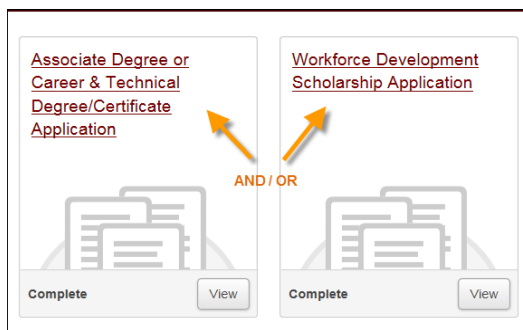 Associate Degree or
Career & Technical
Degree/Certificate
Application
Workforce Development
Scholarship Application
AND / OR
Complete
View
Complete
View